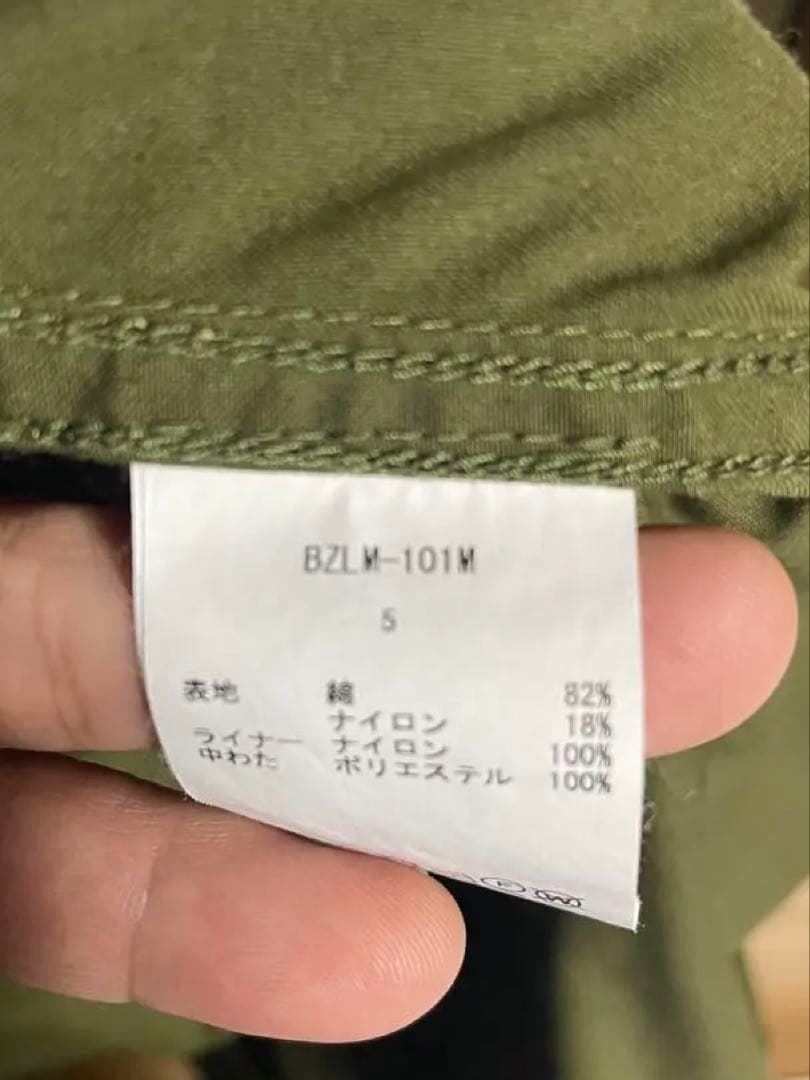 BZLM-101M
5
表地 綿 82%
ナイロン 18%
ライナー ナイロン 100%
中わた ポリエステル 100%